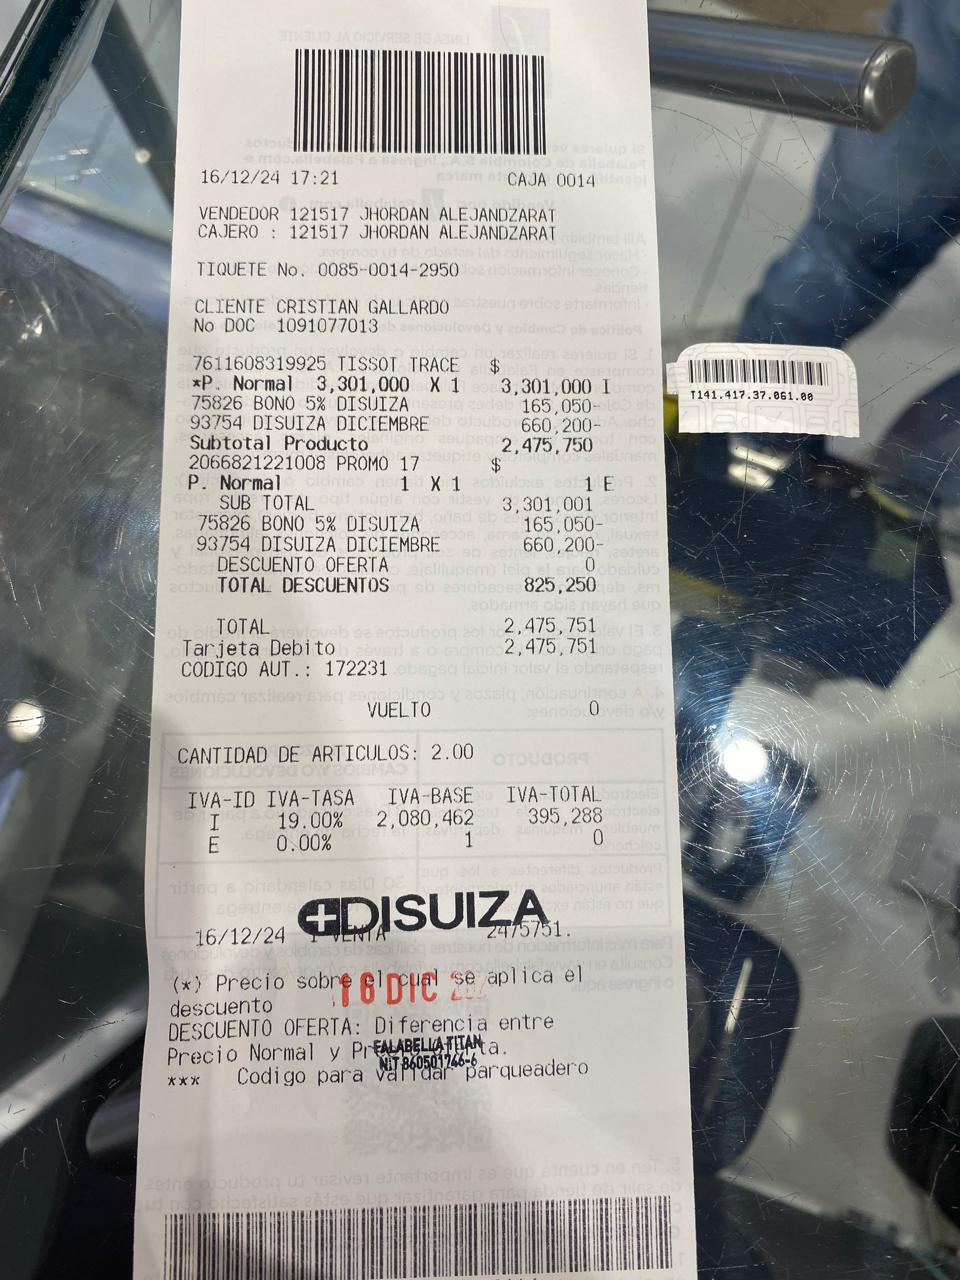 16/12/24 17:21 CAJA 0014
VENDEDOR 121517 JHORDAN ALEJANDZARAT
CAJERO : 121517 JHORDAN ALEJANDZARAT
TIQUETE No. 0085-0014-2950
CLIENTE CRISTIAN GALLARDO
No DOC 1091077013
7611608319925 TISSOT TRACE $
*P. Normal 3,301,000 X 1 3,301,000 I
75826 BONO 5% DISUIZA 165,050-
93754 DISUIZA DICIEMBRE 660,200-
Subtotal Producto 2,475,750
2066821221008 PROMO 17 $
P. Normal 1 X 1 1 E
SUB TOTAL 3,301,001
75826 BONO 5% DISUIZA 165,050-
93754 DISUIZA DICIEMBRE 660,200-
DESCUENTO OFERTA 0
TOTAL DESCUENTOS 825,250
TOTAL 2,475,751
Tarjeta Debito 2,475,751
CODIGO AUT.: 172231
VUELTO 0
CANTIDAD DE ARTICULOS: 2.00
IVA-ID IVA-TASA IVA-BASE IVA-TOTAL
I 19.00% 2,080,462 395,288
E 0.00% 1 0
DISUIZA
16/12/24 1 VENTA 2475751.
(*) Precio sobre el cual se aplica el
16 DIC
descuento
DESCUENTO OFERTA: Diferencia entre
Precio Normal y
FALABELLA TITAN
NIT 860501746-6
*** Codigo para validar parqueadero
T141.417.37.061.00